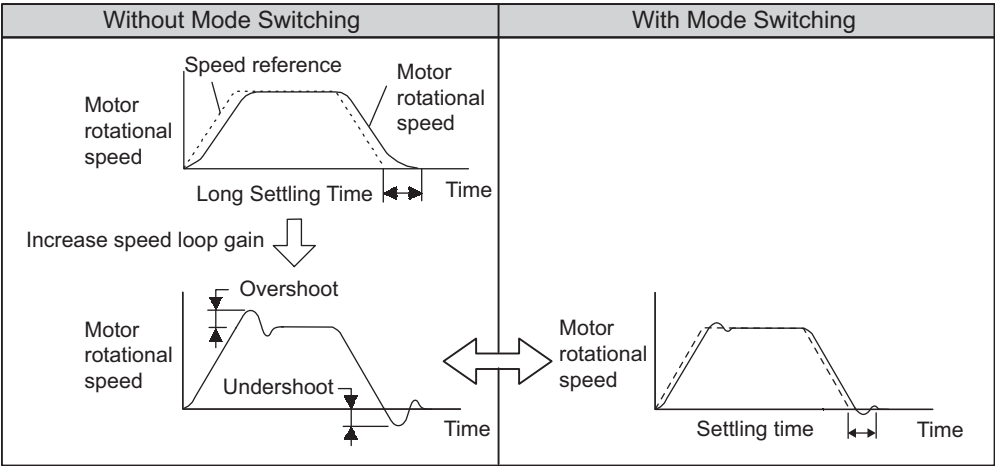 Without Mode Switching
With Mode Switching
Speed reference
Motor
rotational
speed
Motor
rotational
speed
Long Settling Time
Time
Increase speed loop gain
Overshoot
Motor
rotational
speed
Undershoot
Time
Motor
rotational
speed
Settling time
Time